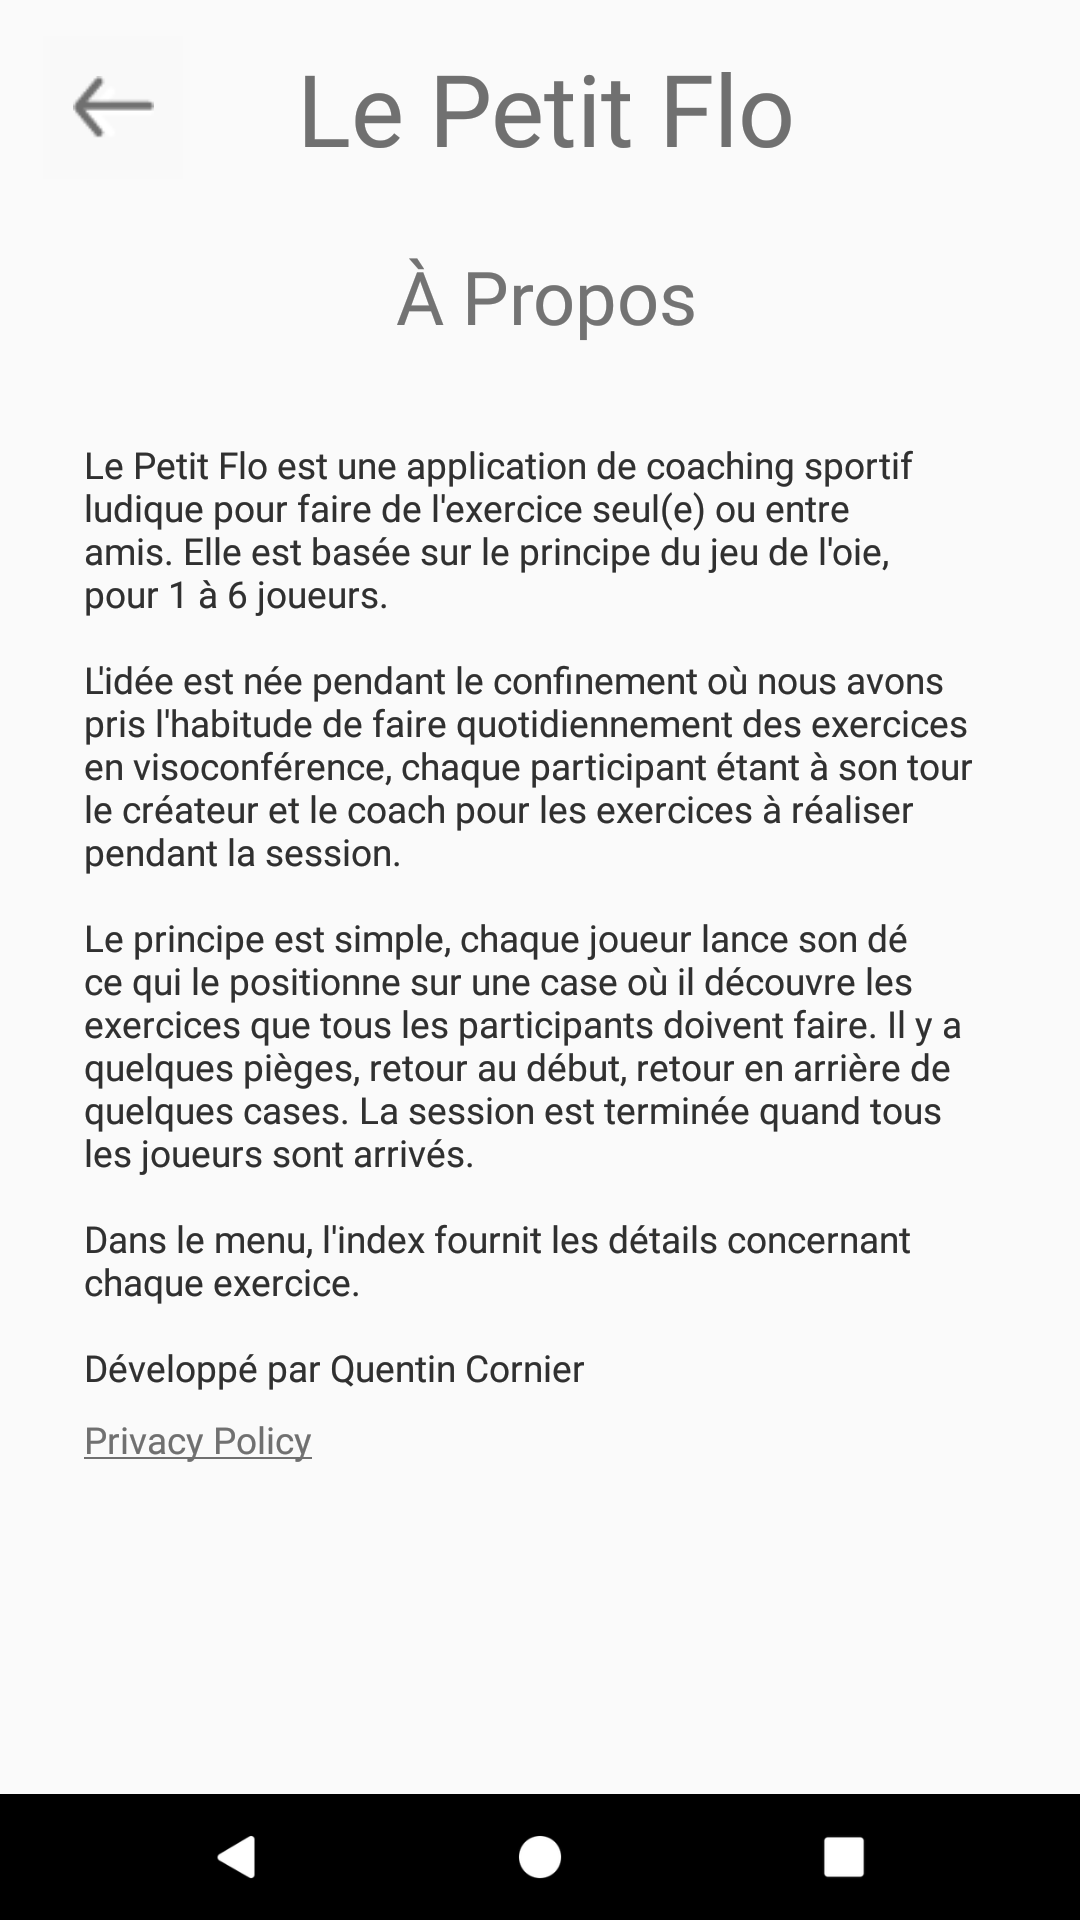 Le Petit Flo
À Propos
Le Petit Flo est une application de coaching sportif
ludique pour faire de l'exercice seul(e) ou entre
amis. Elle est basée sur le principe du jeu de l'oie,
pour 1 à 6 joueurs.
L'idée est née pendant le confinement où nous avons
pris l'habitude de faire quotidiennement des exercices
en visoconférence, chaque participant étant à son tour
le créateur et le coach pour les exercices à réaliser
pendant la session.
Le principe est simple, chaque joueur lance son dé
ce qui le positionne sur une case où il découvre les
exercices que tous les participants doivent faire. Il y a
quelques pièges, retour au début, retour en arrière de
quelques cases. La session est terminée quand tous
les joueurs sont arrivés.
Dans le menu, l'index fournit les détails concernant
chaque exercice.
Développé par Quentin Cornier
Privacy Policy